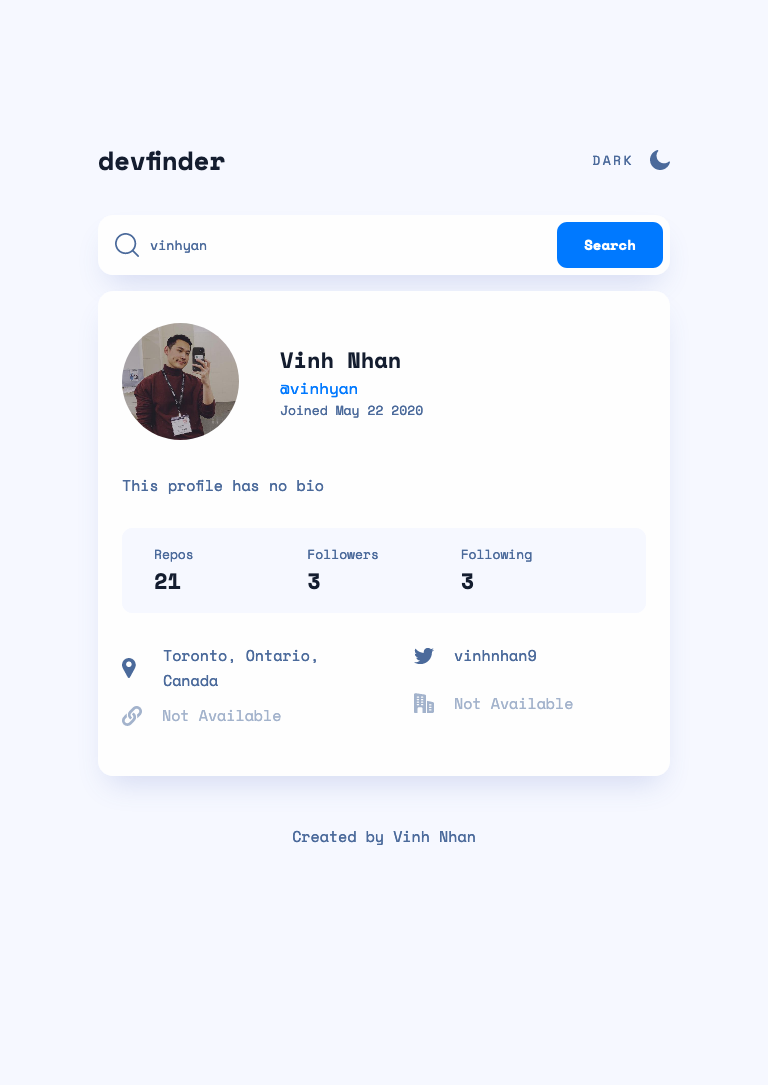 devfinder
DARK
vinhyan
Search
Vinh Nhan
@vinhyan
Joined May 22 2020
This profile has no bio
Repos
Followers
Following
21
3
3
Toronto, Ontario,
Canada
vinhnhan9
Not Available
Not Available
Created by Vinh Nhan